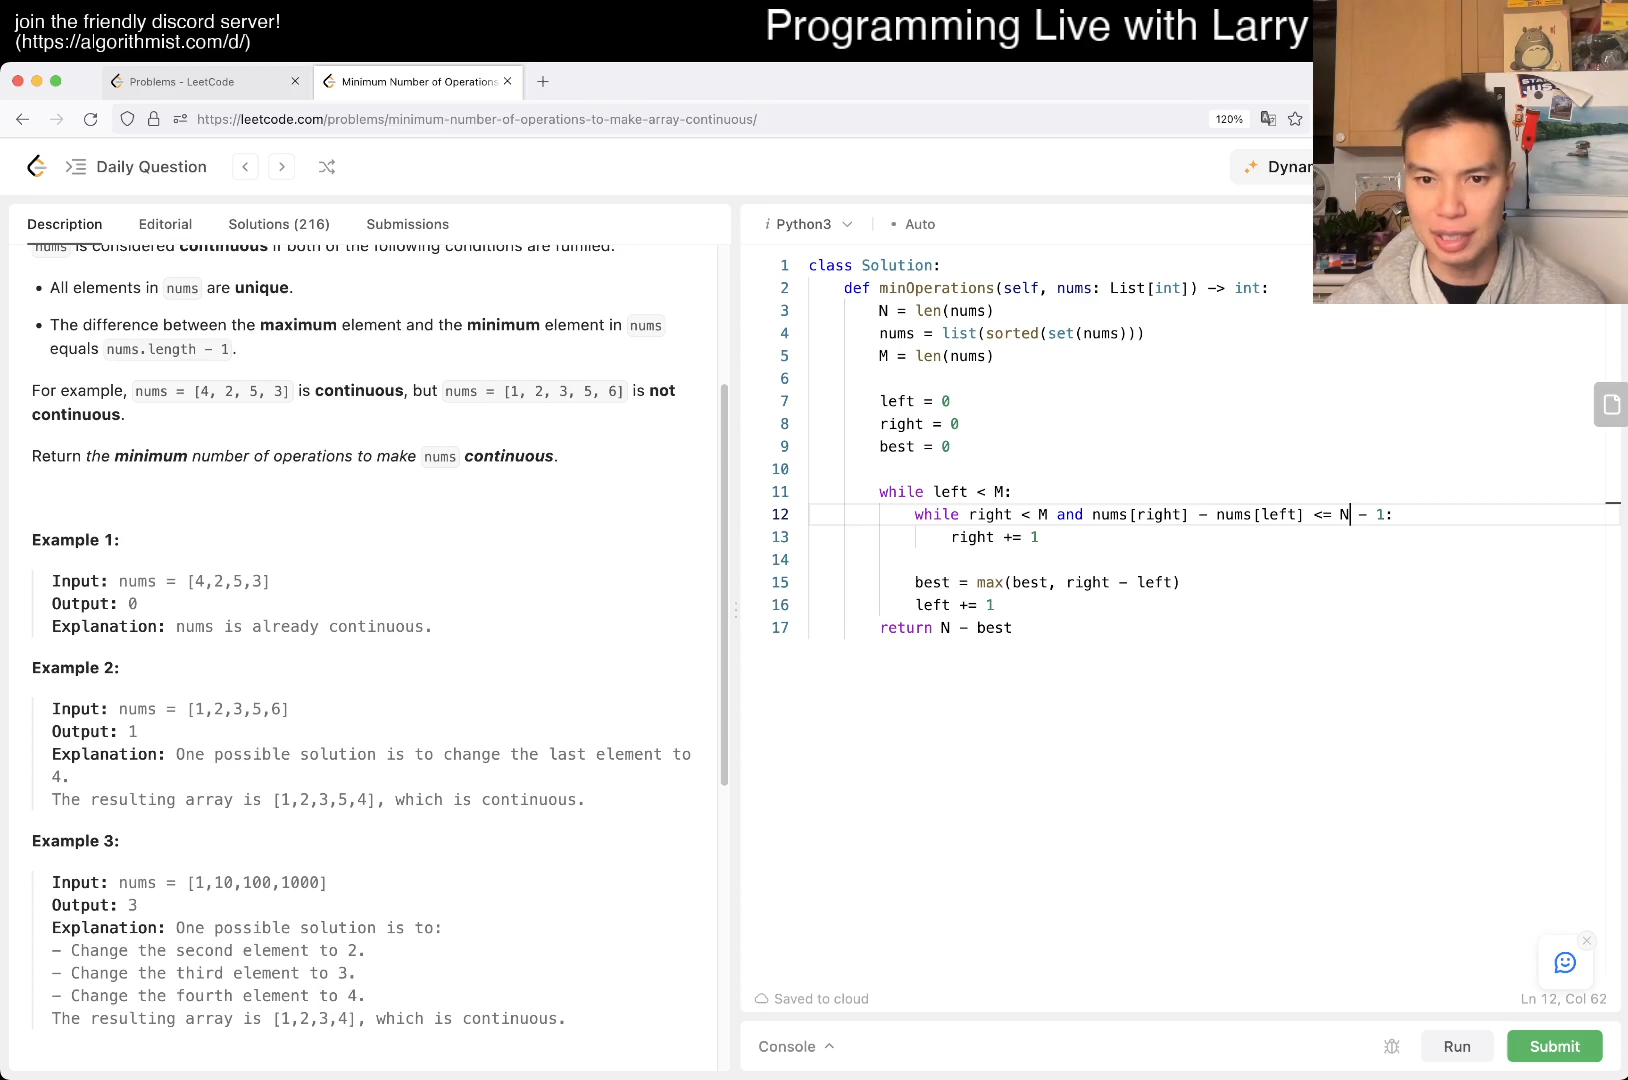 join the friendly discord server!
(https://algorithmist.com/d/)
Programming Live with Larry
Problems - LeetCode
Minimum Number of Operations
https://leetcode.com/problems/minimum-number-of-operations-to-make-array-continuous/
120%
Daily Question
Dynam
Description Editorial Solutions (216) Submissions
nums is considered continuous if both of the following conditions are fulfilled:
• All elements in nums are unique.
• The difference between the maximum element and the minimum element in nums
equals nums.length - 1.
For example, nums = [4, 2, 5, 3] is continuous, but nums = [1, 2, 3, 5, 6] is not
continuous.
Return the minimum number of operations to make nums continuous.
Example 1:
Input: nums = [4,2,5,3]
Output: 0
Explanation: nums is already continuous.
Example 2:
Input: nums = [1,2,3,5,6]
Output: 1
Explanation: One possible solution is to change the last element to
4.
The resulting array is [1,2,3,5,4], which is continuous.
Example 3:
Input: nums = [1,10,100,1000]
Output: 3
Explanation: One possible solution is to:
- Change the second element to 2.
- Change the third element to 3.
- Change the fourth element to 4.
The resulting array is [1,2,3,4], which is continuous.
i Python3 • Auto
1 class Solution:
2 def minOperations(self, nums: List[int]) -> int:
3 N = len(nums)
4 nums = list(sorted(set(nums)))
5 M = len(nums)
6
7 left = 0
8 right = 0
9 best = 0
10
11 while left < M:
12 while right < M and nums[right] - nums[left] <= N - 1:
13 right += 1
14
15 best = max(best, right - left)
16 left += 1
17 return N - best
Saved to cloud
Ln 12, Col 62
Console
Run
Submit